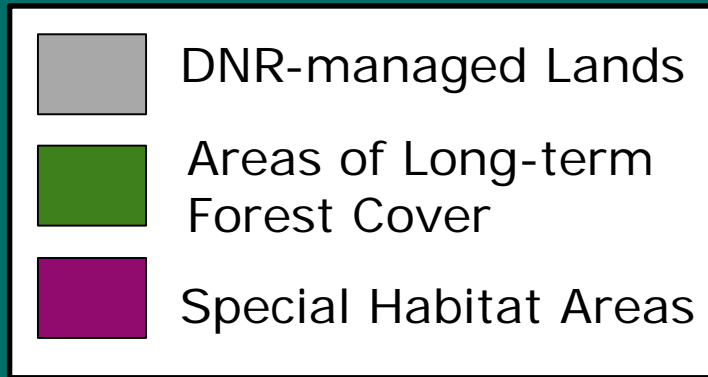 DNR-managed Lands
Areas of Long-term
Forest Cover
Special Habitat Areas